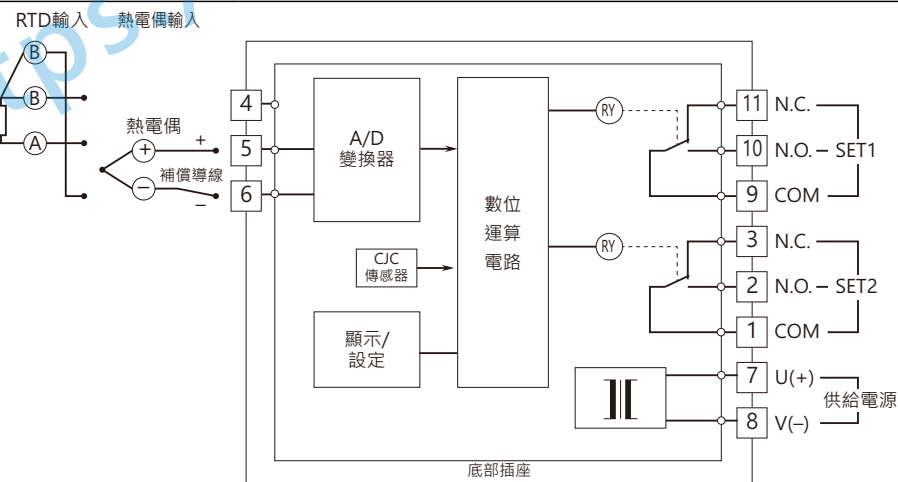 RTD輸入 熱電偶輸入
B
B
A
熱電偶
+
+
補償導線
−
−
4
5
6
A/D
變換器
CJC
傳感器
顯示/
設定
數位
運算
電路
RY
RY
11 N.C.
10 N.O. SET1
9 COM
3 N.C.
2 N.O. SET2
1 COM
7 U(+)
供給電源
8 V(−)
底部插座